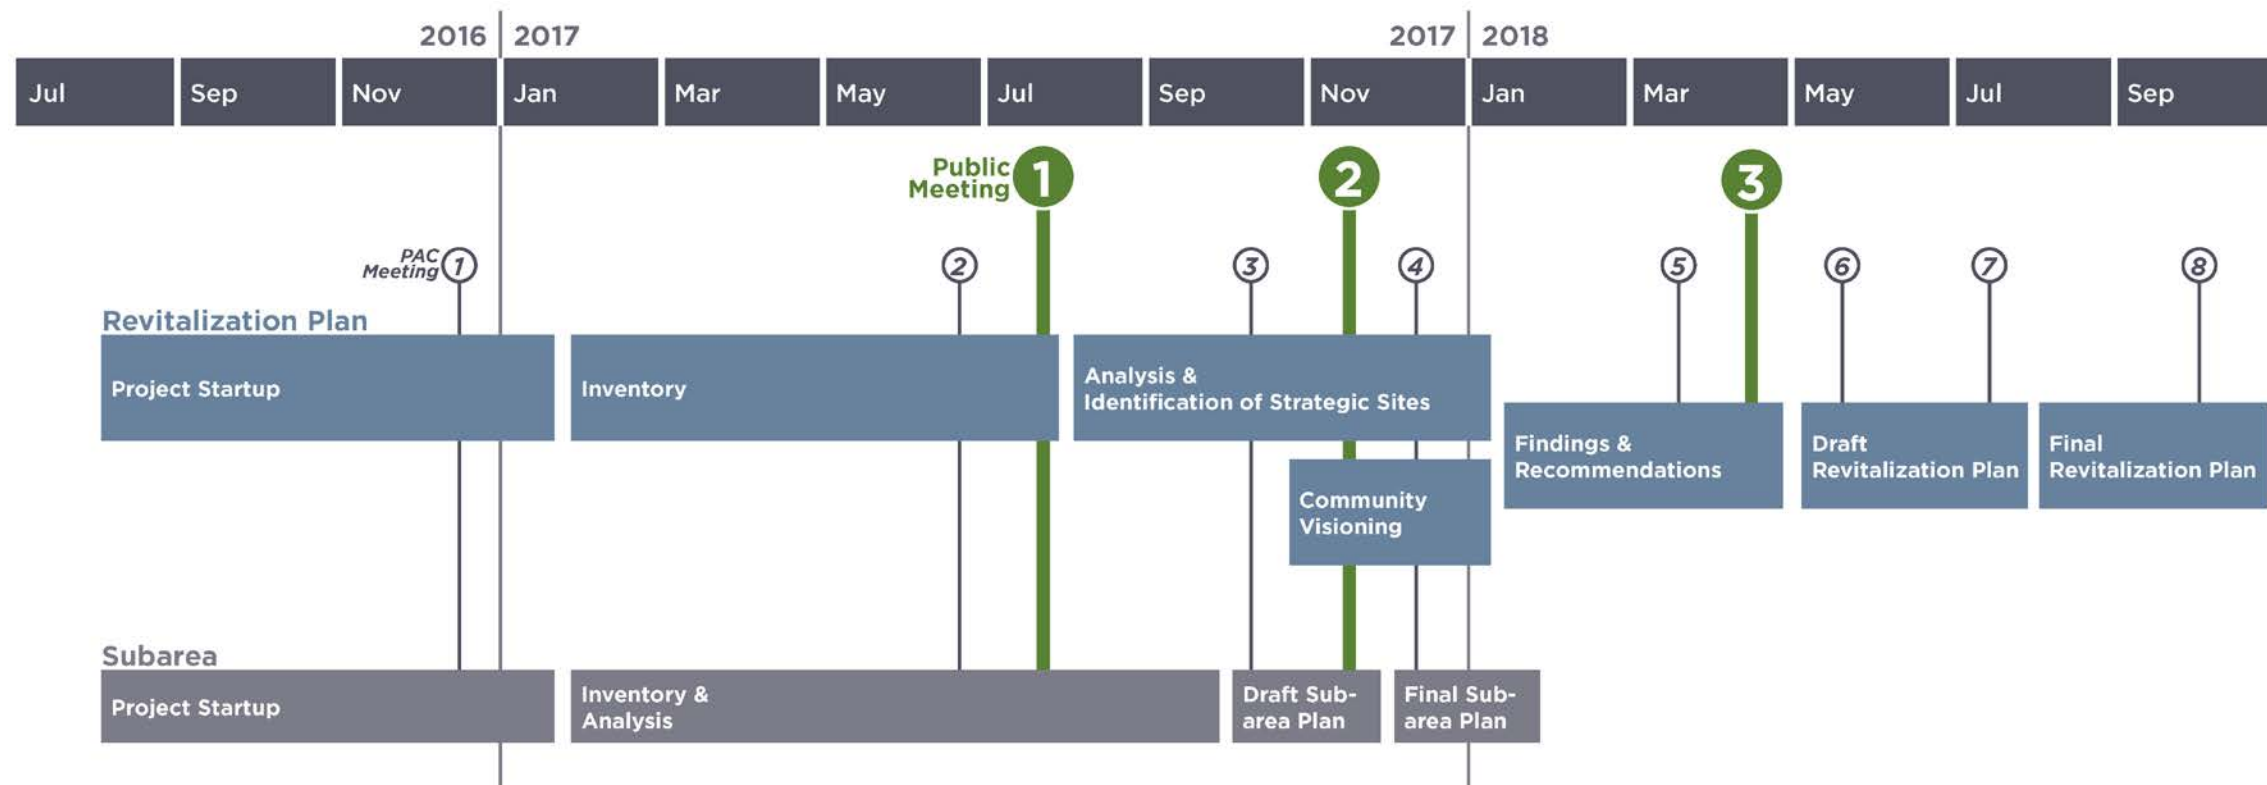 2016 2017
2017 2018
Jul Sep Nov Jan Mar May Jul Sep Nov Jan Mar May Jul Sep
Public
Meeting 1 2 3
PAC
Meeting 1 2 3 4 5 6 7 8
Revitalization Plan
Project Startup
Inventory
Analysis &
Identification of Strategic Sites
Community
Visioning
Findings &
Recommendations
Draft
Revitalization Plan
Final
Revitalization Plan
Subarea
Project Startup
Inventory &
Analysis
Draft Sub-
area Plan
Final Sub-
area Plan